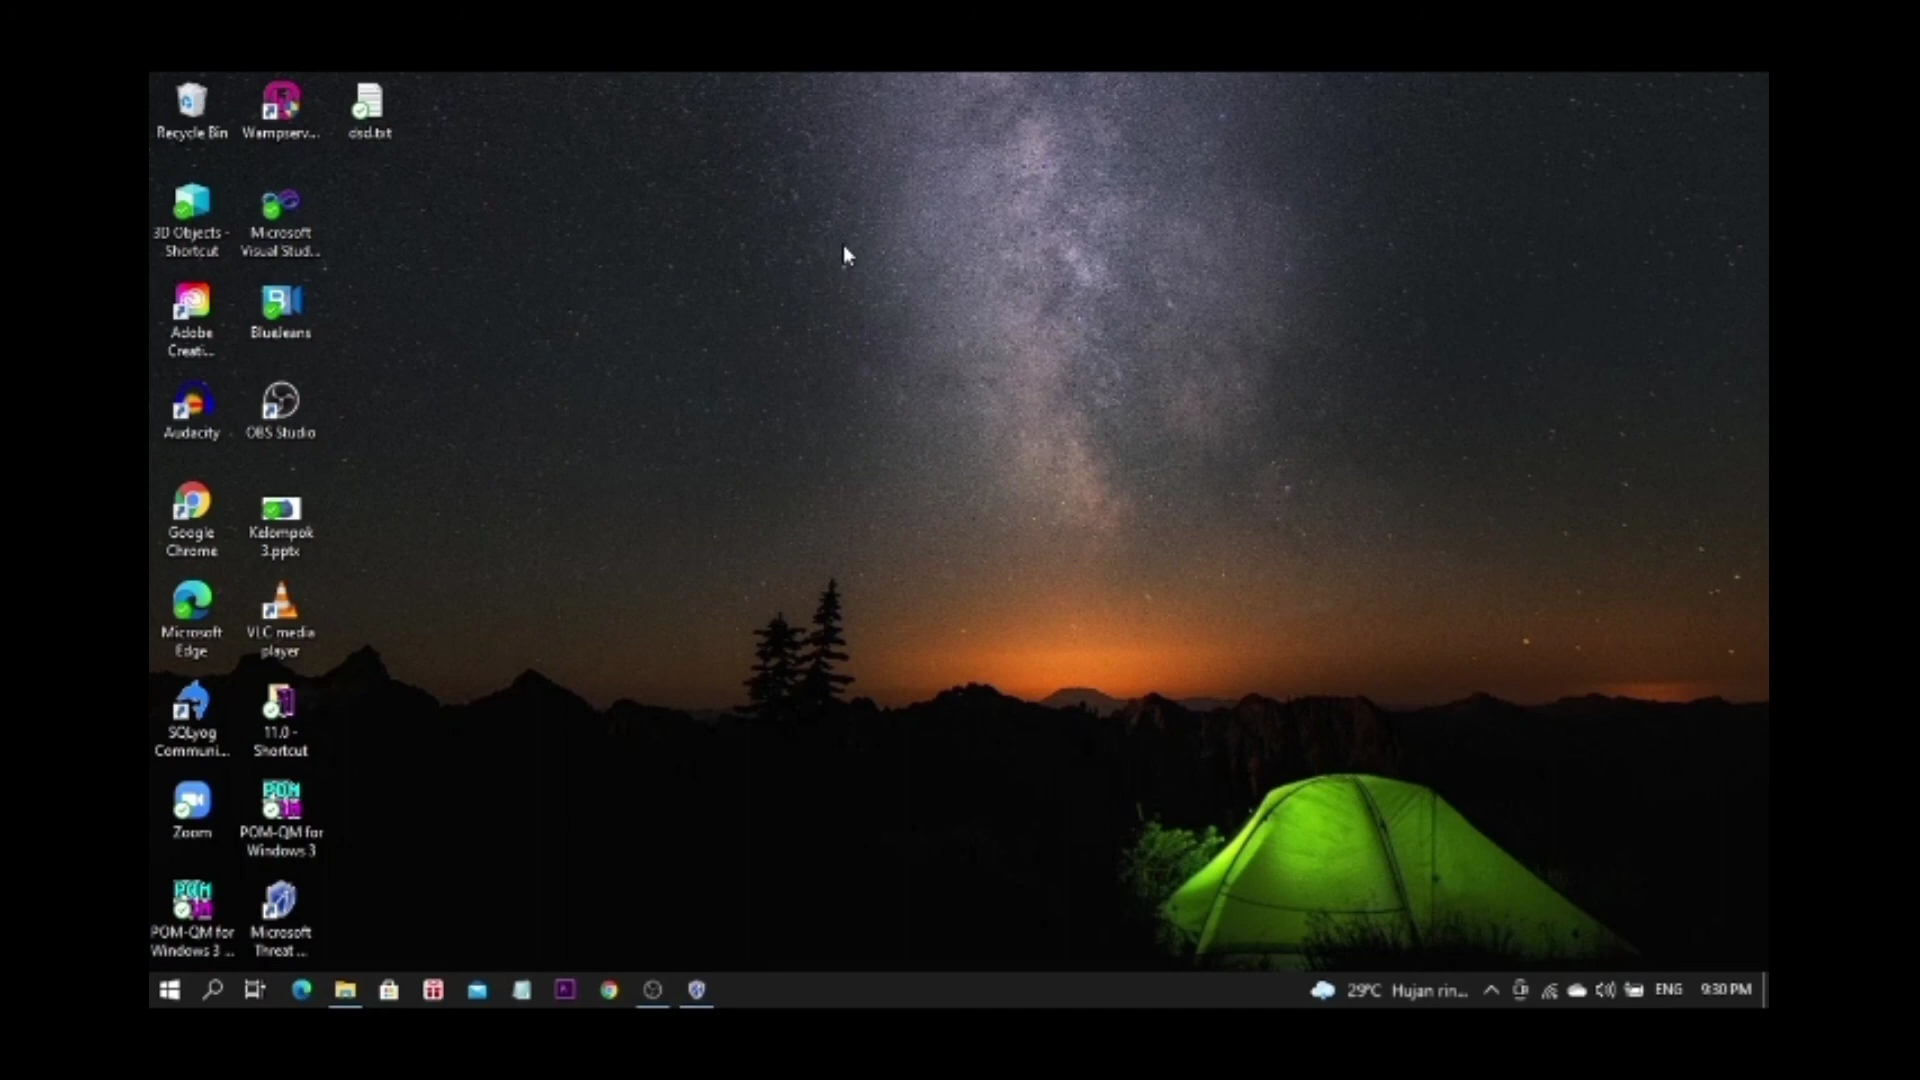 Recycle Bin
Wampserv...
dsd.txt
3D Objects -
Shortcut
Microsoft
Visual Stud...
Adobe
Creati...
BlueJeans
Audacity
OBS Studio
Google
Chrome
Kelompok
3.pptx
Microsoft
Edge
VLC media
player
SQLyog
Communi...
11.0 -
Shortcut
Zoom
POM-QM for
Windows 3
POM-QM for
Windows 3 ...
Microsoft
Threat ...
29°C Hujan rin... ENG 9:30 PM